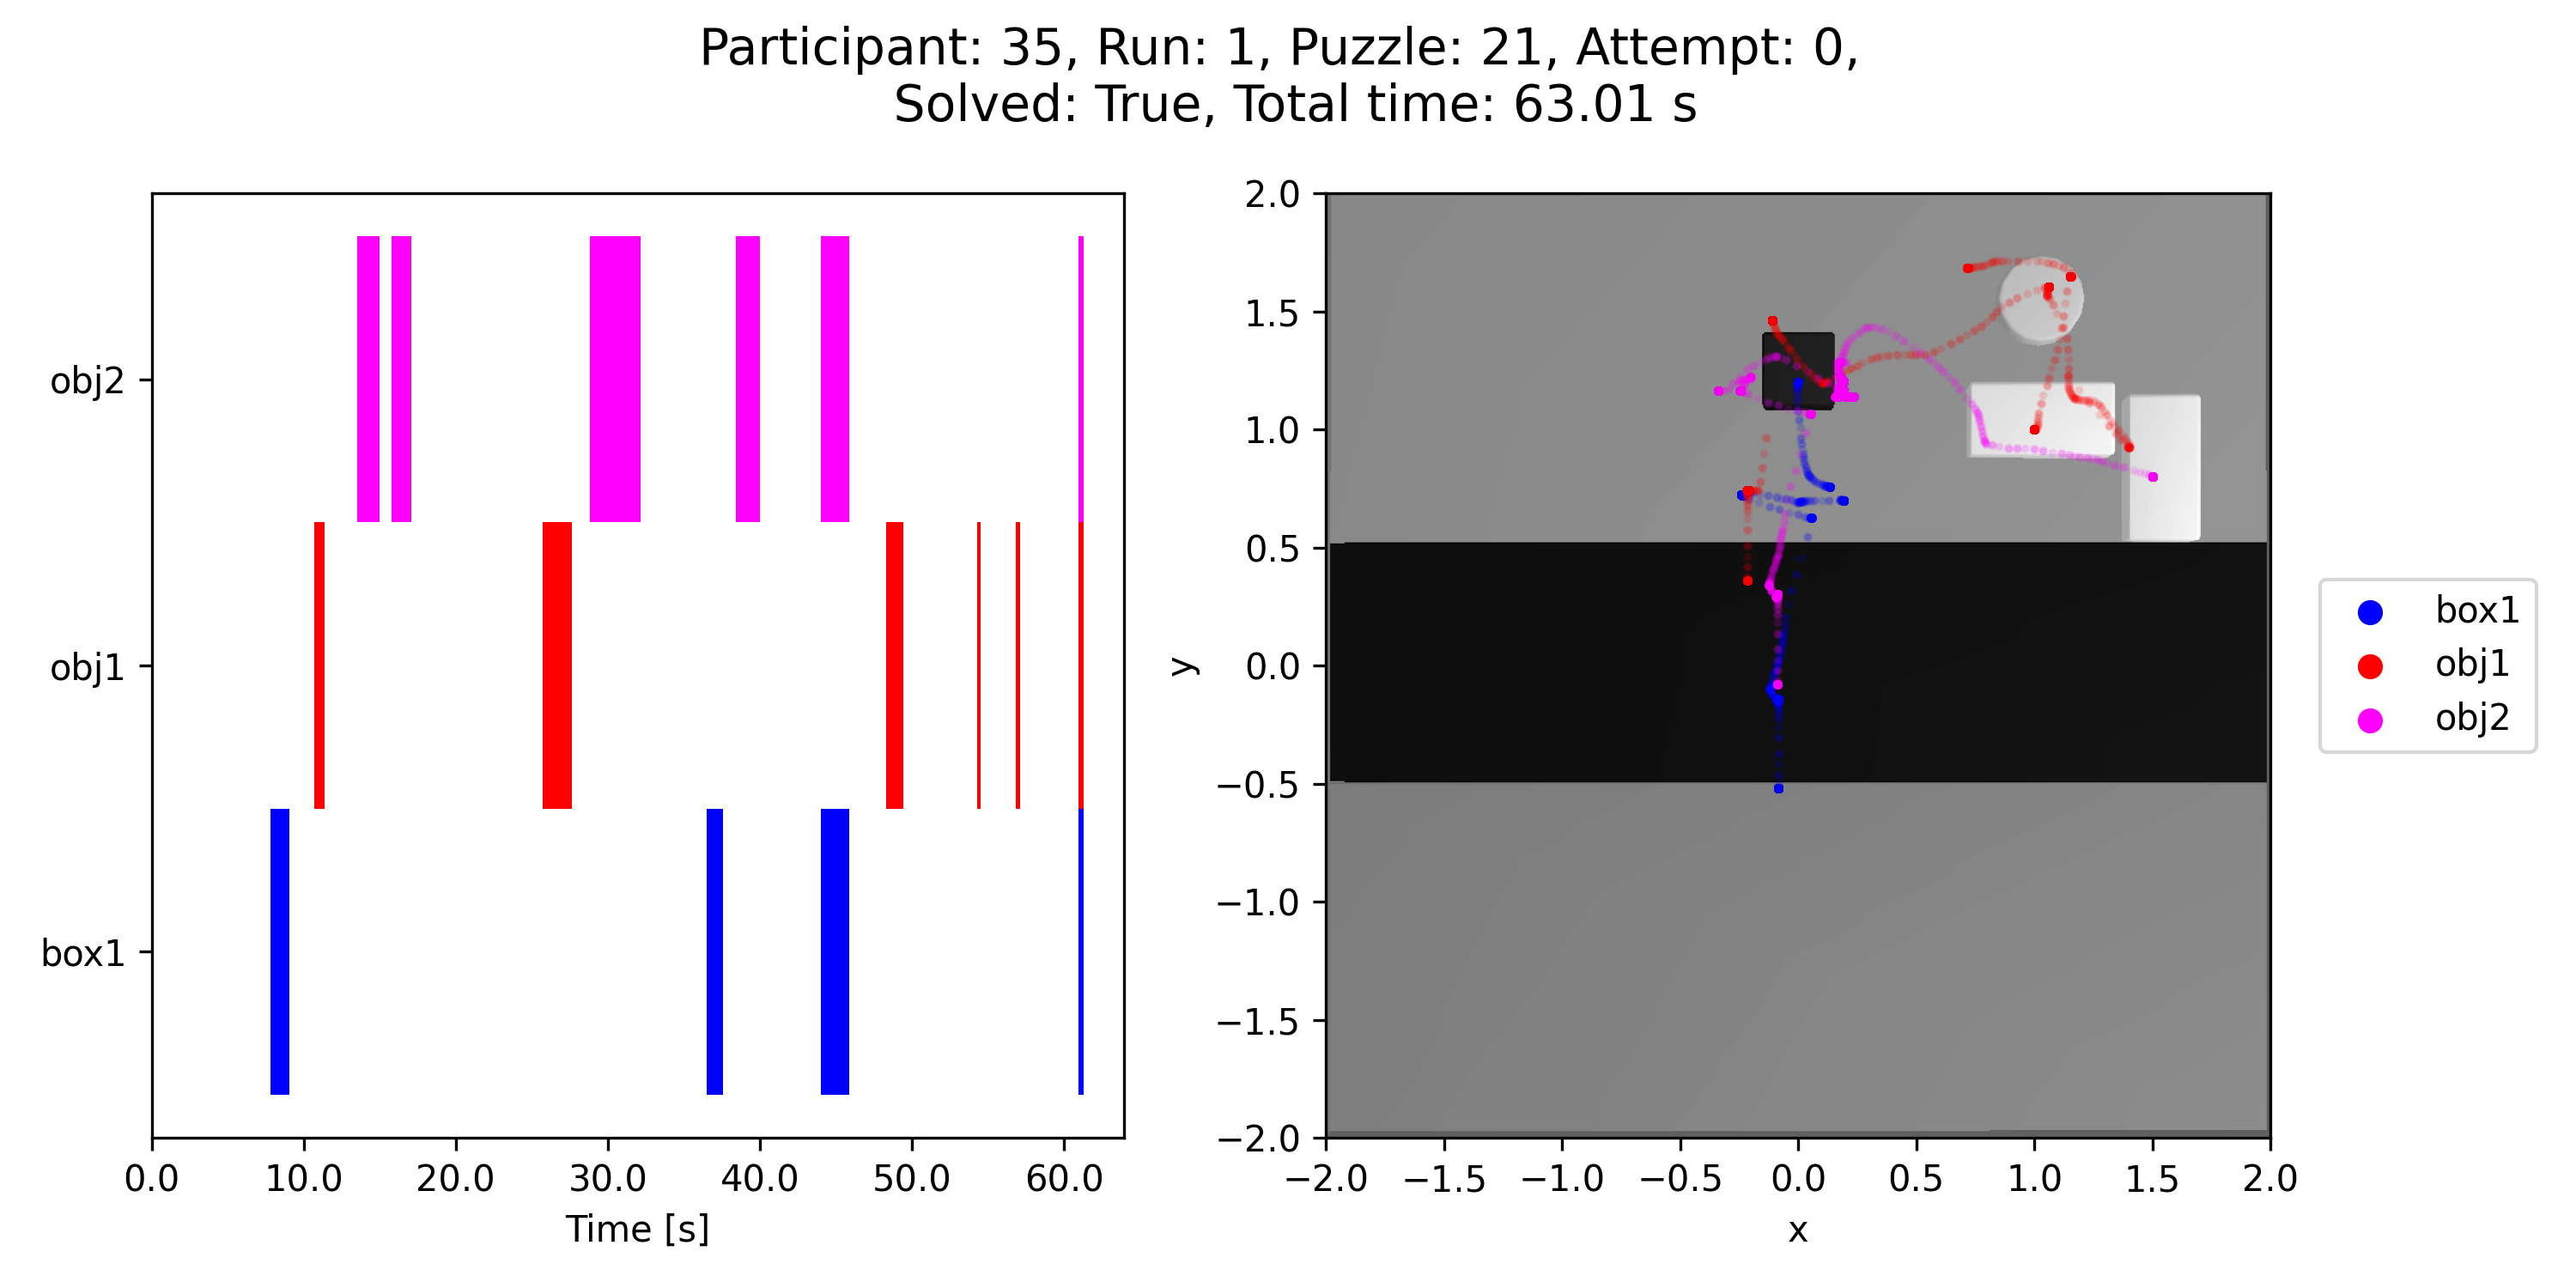 Participant: 35, Run: 1, Puzzle: 21, Attempt: 0,
Solved: True, Total time: 63.01 s
obj2
obj1
box1
0.0 10.0 20.0 30.0 40.0 50.0 60.0
Time [s]
2.0
1.5
1.0
0.5
0.0
−0.5
−1.0
−1.5
−2.0
y
−2.0 −1.5 −1.0 −0.5 0.0 0.5 1.0 1.5 2.0
x
box1
obj1
obj2